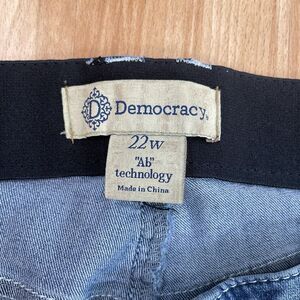 D Democracy®
22W
"Ab"
technology
Made in China